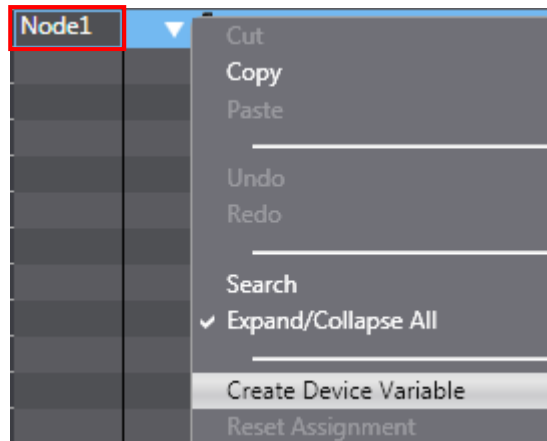 Node1
Cut
Copy
Paste
Undo
Redo
Search
Expand/Collapse All
Create Device Variable
Reset Assignment